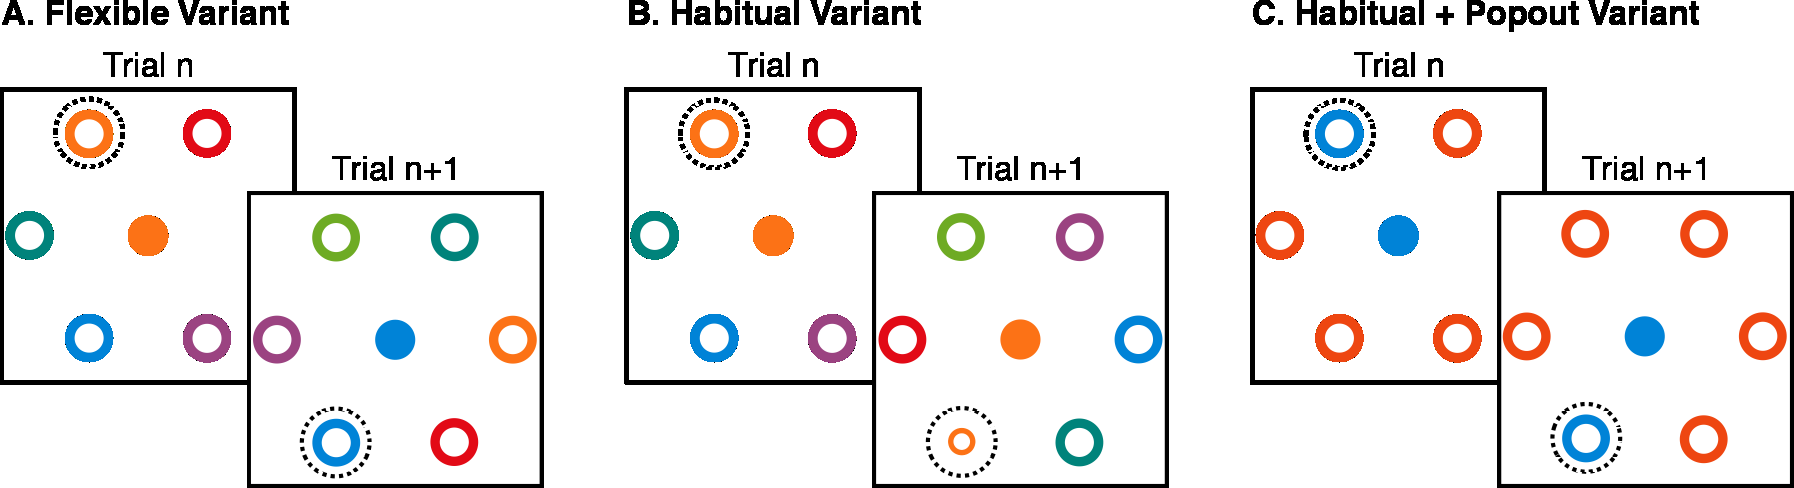 A. Flexible Variant
Trial n
Trial n+1
B. Habitual Variant
Trial n
Trial n+1
C. Habitual + Popout Variant
Trial n
Trial n+1